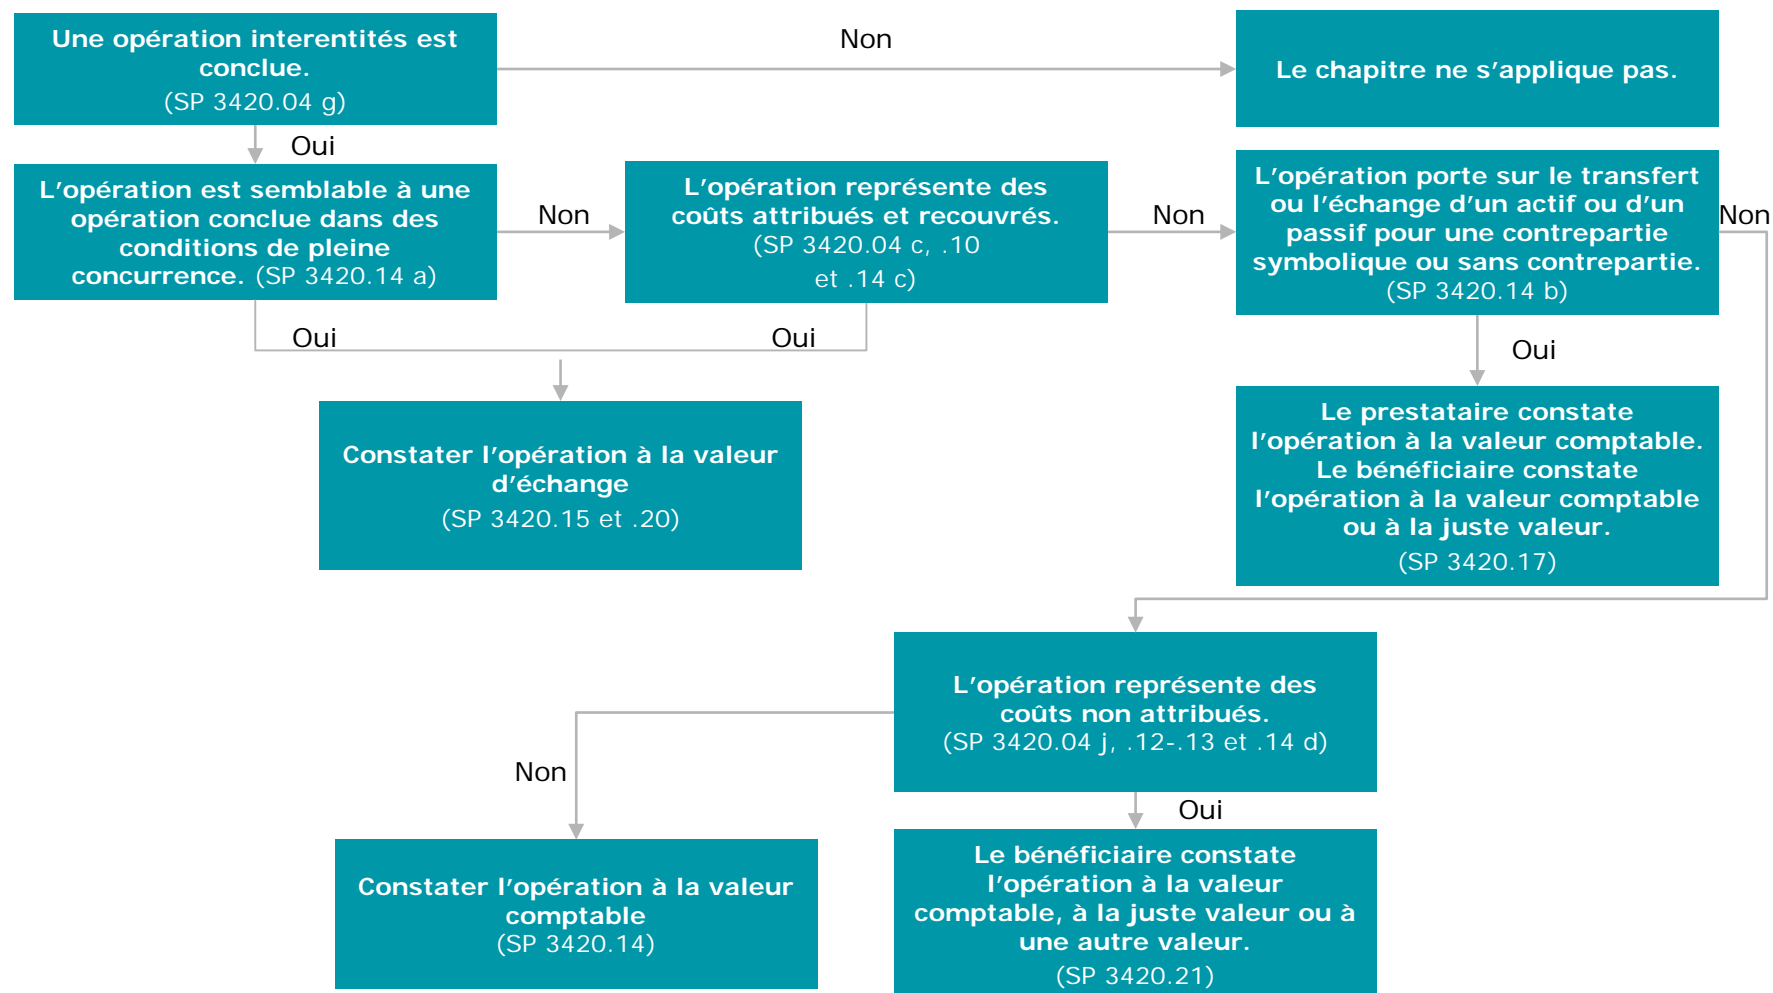 Une opération interentités est
conclue.
(SP 3420.04 g)
Non
Le chapitre ne s’applique pas.
Oui
L’opération est semblable à une
opération conclue dans des
conditions de pleine
concurrence. (SP 3420.14 a)
Non
L’opération représente des
coûts attribués et recouvrés.
(SP 3420.04 c, .10
et .14 c)
Non
L’opération porte sur le transfert
ou l’échange d’un actif ou d’un
passif pour une contrepartie
symbolique ou sans contrepartie.
(SP 3420.14 b)
Non
Oui
Oui
Oui
Constater l’opération à la valeur
d’échange
(SP 3420.15 et .20)
Le prestataire constate
l’opération à la valeur comptable.
Le bénéficiaire constate
l’opération à la valeur comptable
ou à la juste valeur.
(SP 3420.17)
L’opération représente des
coûts non attribués.
(SP 3420.04 j, .12-.13 et .14 d)
Non
Oui
Constater l’opération à la valeur
comptable
(SP 3420.14)
Le bénéficiaire constate
l’opération à la valeur
comptable, à la juste valeur ou à
une autre valeur.
(SP 3420.21)